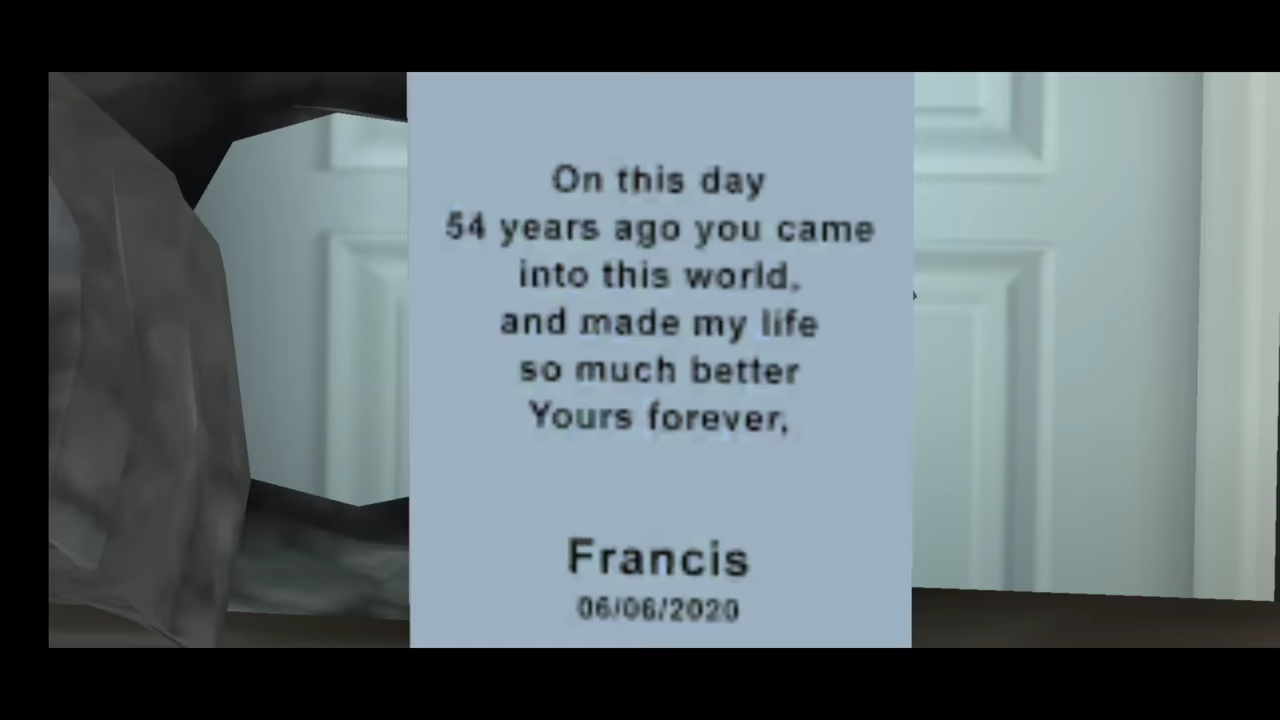 On this day
54 years ago you came
into this world,
and made my life
so much better
Yours forever,
Francis
06/06/2020